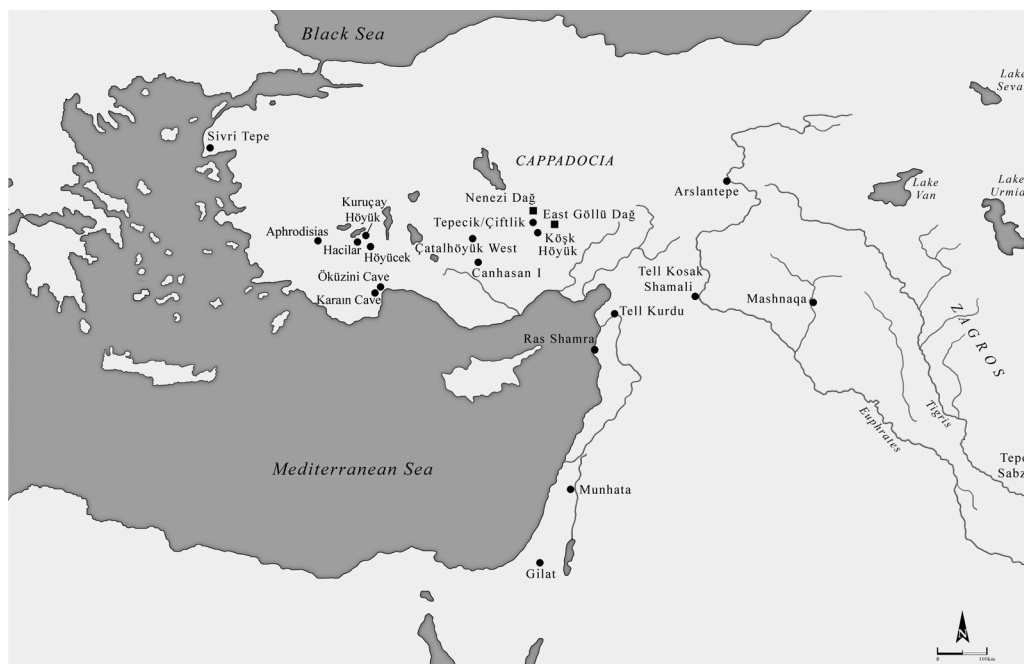 Black Sea
Lake
Sevan
Sivri Tepe
CAPPADOCIA
Lake
Van
Lake
Urmia
Arslantepe
Nenezi Dağ
East Göllü Dağ
Kuruçay
Höyük
Tepecik/Çiftlik
Aphrodisias
Hacilar
Höyücek
Çatalhöyük West
Köşk
Höyük
Canhasan I
Öküzini Cave
Karaın Cave
Tell Kosak
Shamali
Mashnaqa
Tell Kurdu
ZAGROS
Ras Shamra
Euphrates
Tigris
Mediterranean Sea
Tepe
Sabz
Munhata
Gilat
N
0 100km